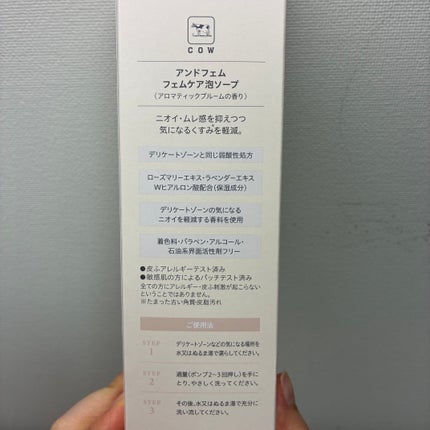 COW
アンドフェム
フェムケア泡ソープ
(アロマティックブルームの香り)
ニオイ・ムレ感を抑えつつ
気になるくすみを軽減。
デリケートゾーンと同じ弱酸性処方
ローズマリーエキス・ラベンダーエキス
Wヒアルロン酸配合(保湿成分)
デリケートゾーンの気になる
ニオイを軽減する香料を使用
着色料・パラベン・アルコール・
石油系界面活性剤フリー
●皮ふアレルギーテスト済み
●敏感肌の方によるパッチテスト済み
全ての方にアレルギー・皮ふ刺激が起こらない
ということではありません。
※たまった古い角質・皮脂汚れ
ご使用法
STEP
1
デリケートゾーンなどの気になる場所を
水又はぬるま湯で濡らしてください。
STEP
2
適量(ポンプ2~3回押し)を手に
とり、やさしく洗ってください。
STEP
3
その後、水又はぬるま湯で充分に
洗い流してください。